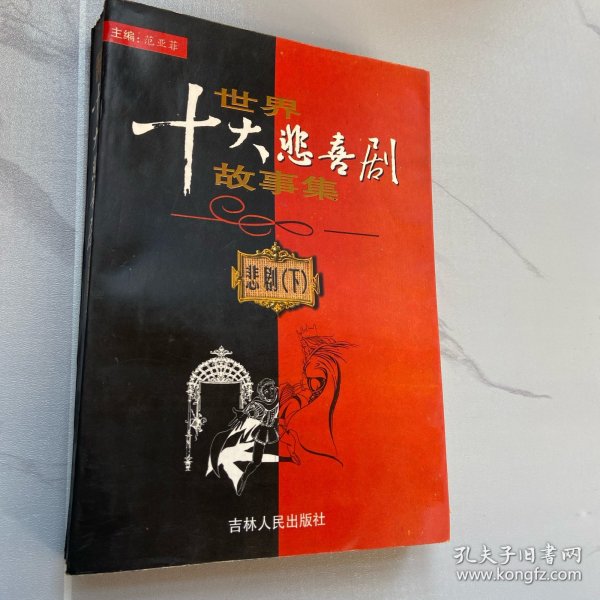 主编：范亚菲
世界
十大悲喜剧
故事集
悲剧（下）
吉林人民出版社
孔夫子旧书网
www.kongfz.com